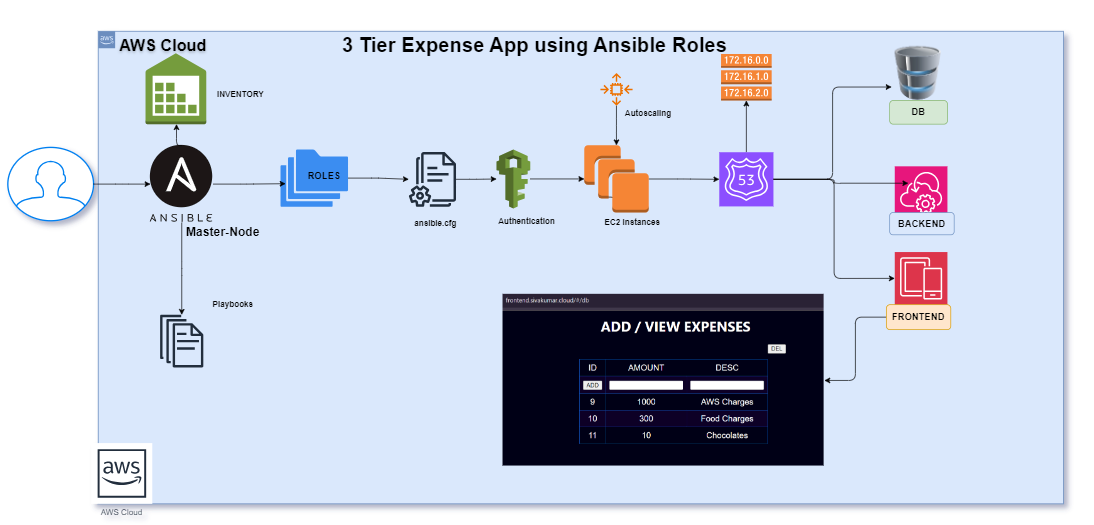 aws
AWS Cloud
3 Tier Expense App using Ansible Roles
172.16.0.0
172.16.1.0
172.16.2.0
INVENTORY
Autoscaling
DB
ROLES
53
ANSIBLE
Master-Node
ansible.cfg
Authentication
EC2 Instances
BACKEND
Playbooks
frontend.sivakumar.cloud/#/db
FRONTEND
ADD / VIEW EXPENSES
DEL
ID AMOUNT DESC
ADD
9 1000 AWS Charges
10 300 Food Charges
11 10 Chocolates
aws
AWS Cloud